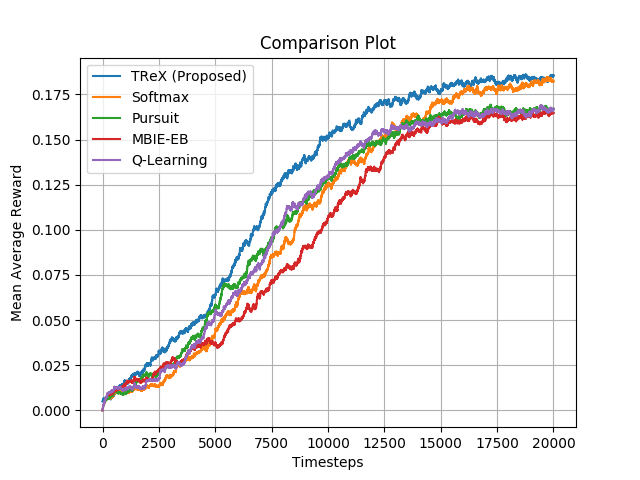 Comparison Plot
TReX (Proposed)
Softmax
Pursuit
MBIE-EB
Q-Learning
Mean Average Reward
0.175
0.150
0.125
0.100
0.075
0.050
0.025
0.000
0 2500 5000 7500 10000 12500 15000 17500 20000
Timesteps